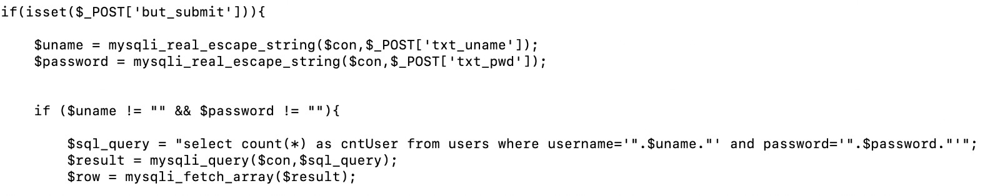 if(isset($_POST['but_submit'])){
$uname = mysqli_real_escape_string($con,$_POST['txt_uname']);
$password = mysqli_real_escape_string($con,$_POST['txt_pwd']);
if ($uname != "" && $password != ""){
$sql_query = "select count(*) as cntUser from users where username='".$uname."' and password='".$password."'";
$result = mysqli_query($con,$sql_query);
$row = mysqli_fetch_array($result);